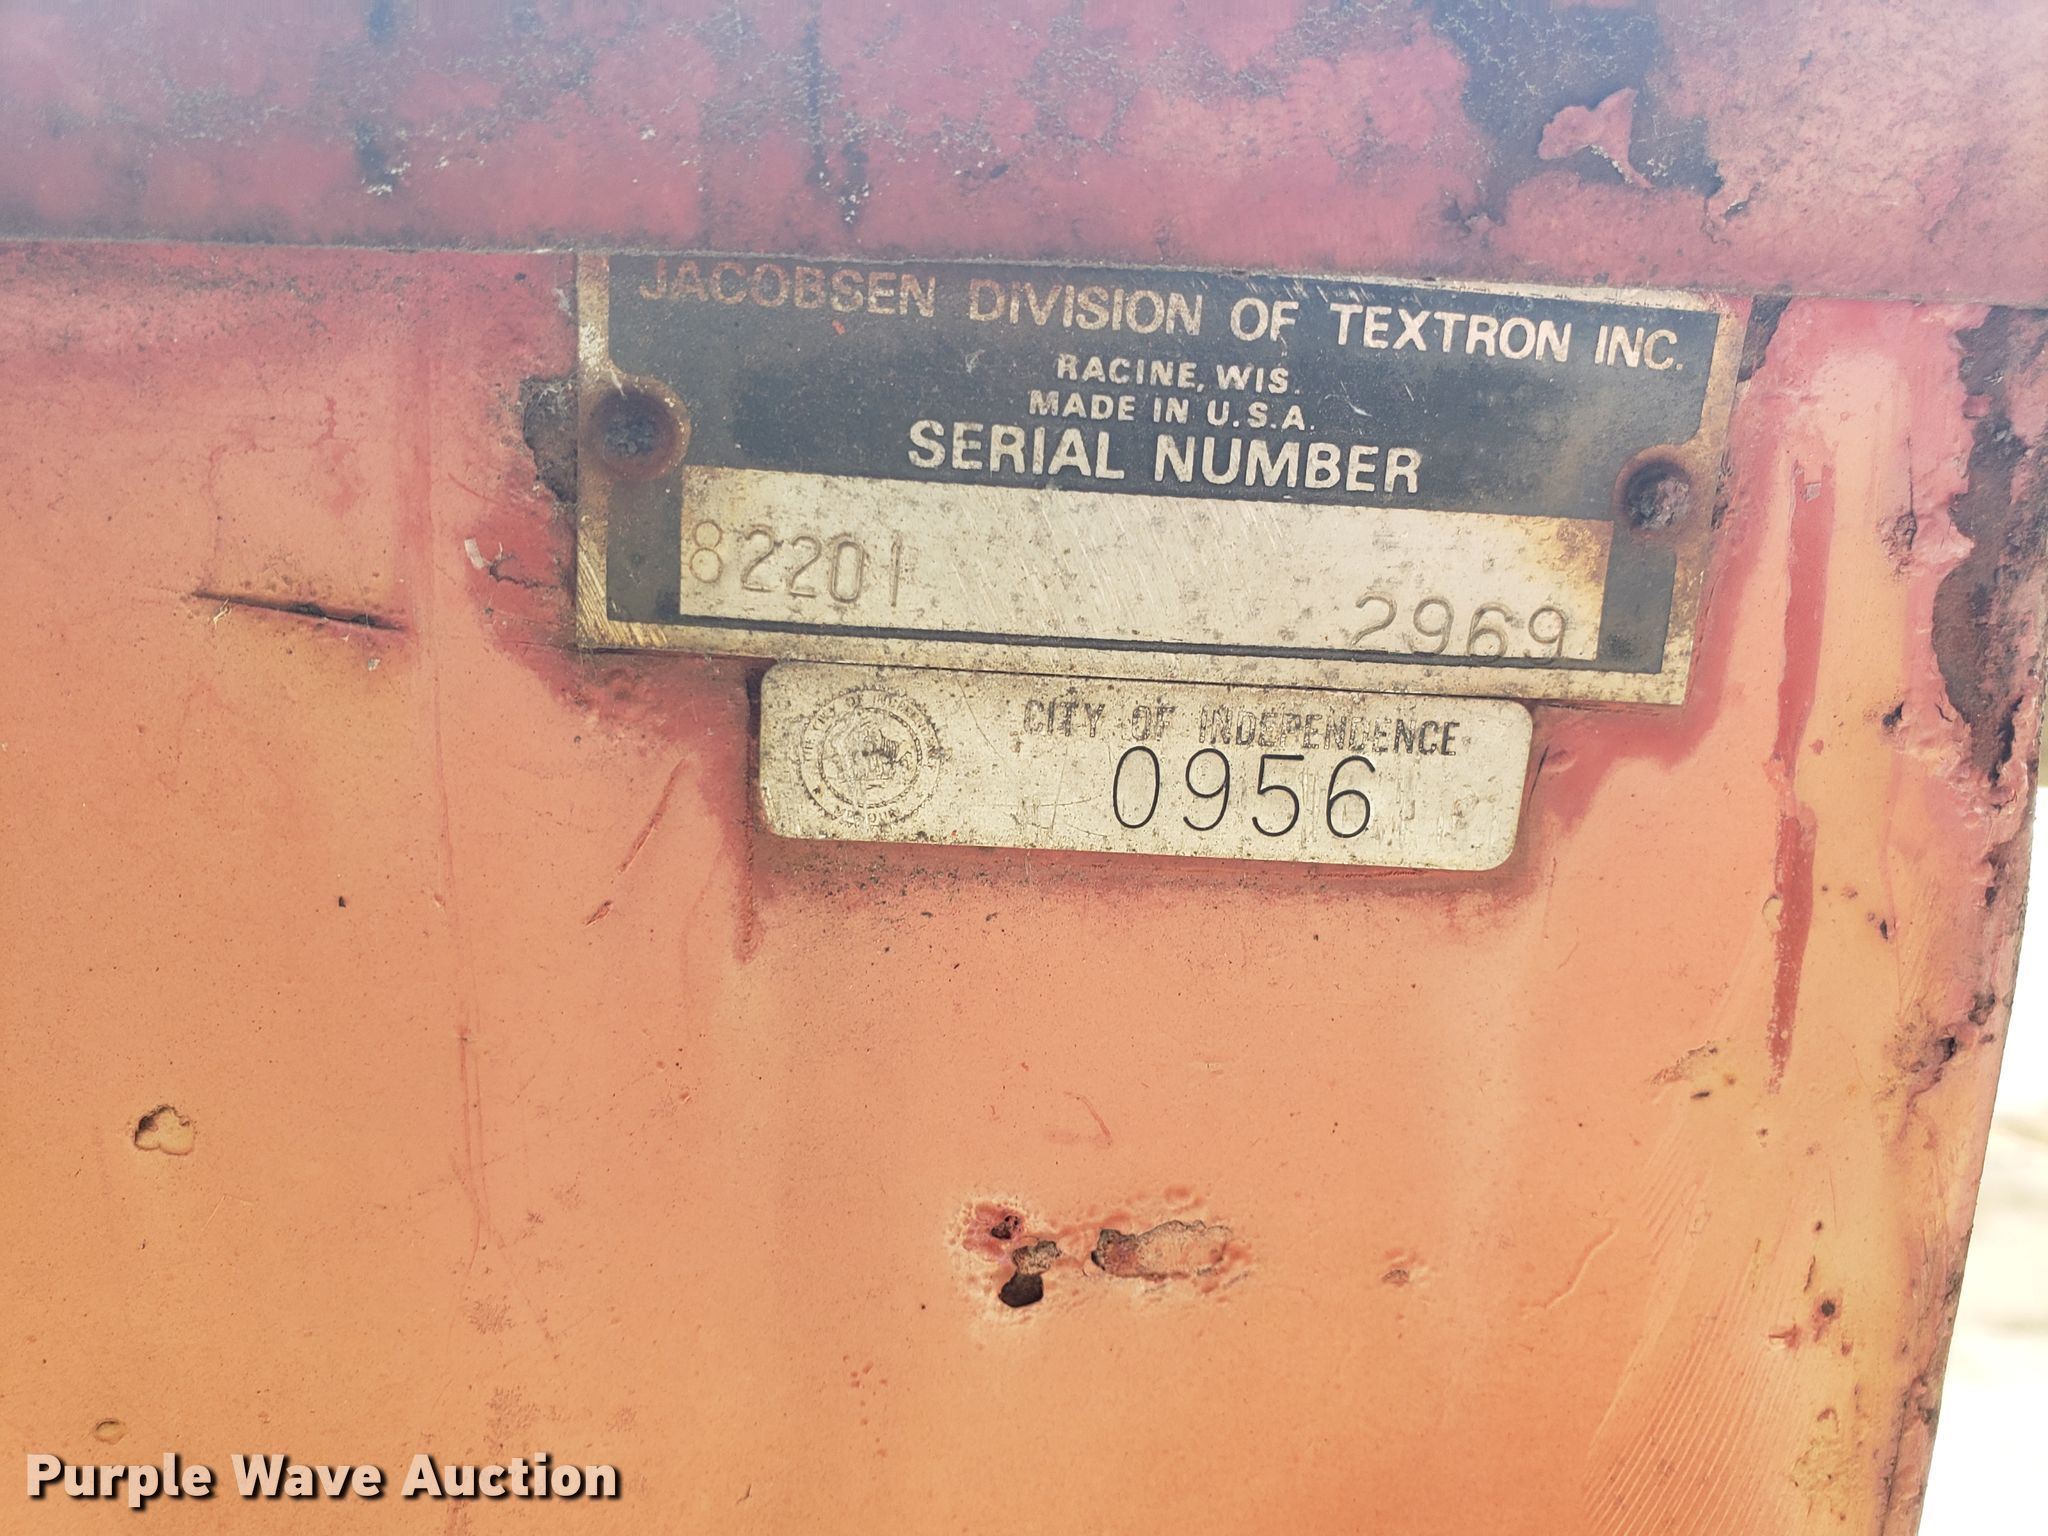 JACOBSEN DIVISION OF TEXTRON INC.
RACINE, WIS.
MADE IN U.S.A.
SERIAL NUMBER
82201 2969
CITY OF INDEPENDENCE
0956
Purple Wave Auction